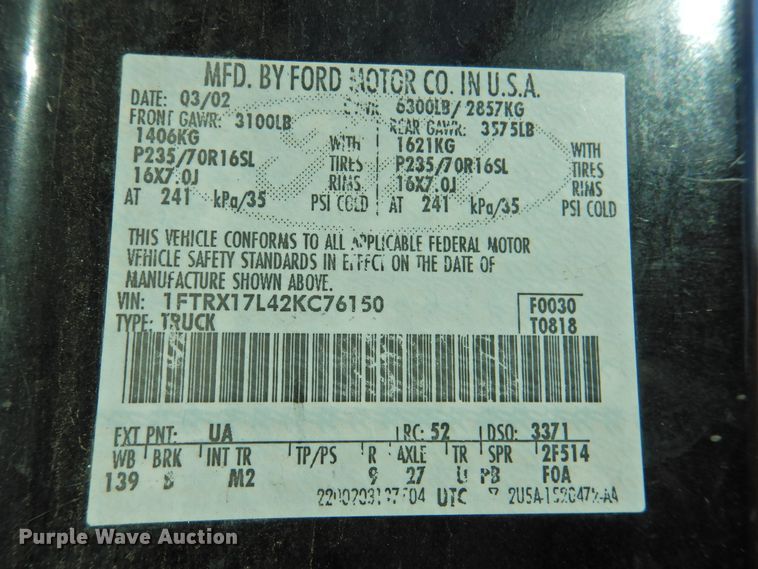 MFD. BY FORD MOTOR CO. IN U.S.A.
DATE: 03/02 GVWR: 6300LB/ 2857KG
FRONT GAWR: 3100LB REAR GAWR: 3575LB
1406KG WITH 1621KG WITH
P235/70R16SL TIRES P235/70R16SL TIRES
16X7.0J RIMS 16X7.0J RIMS
AT 241 kPa/35 PSI COLD AT 241 kPa/35 PSI COLD
THIS VEHICLE CONFORMS TO ALL APPLICABLE FEDERAL MOTOR
VEHICLE SAFETY STANDARDS IN EFFECT ON THE DATE OF
MANUFACTURE SHOWN ABOVE.
VIN: 1FTRX17L42KC76150 F0030
TYPE: TRUCK T0818
EXT PNT: UA RC: 52 DSO: 3371
WB BRK INT TR TP/PS R AXLE TR SPR 2F514
139 B M2 9 27 U PB F0A
UTC
Purple Wave Auction